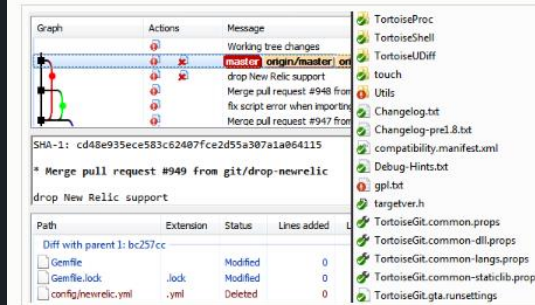 Graph Actions Message
Working tree changes
master origin/master
drop New Relic support
Merge pull request #948 from
fix script error when importing
Merge pull request #947 from
SHA-1: cd48e935ece583c62407fce2d55a307a1a064115
* Merge pull request #949 from git/drop-newrelic
drop New Relic support
Path Extension Status Lines added L
Diff with parent 1: bc257cc
Gemfile Modified 0
Gemfile.lock .lock Modified 0
config/newrelic.yml .yml Deleted 0
TortoiseProc
TortoiseShell
TortoiseUDiff
touch
Utils
Changelog.txt
Changelog-pre1.8.txt
compatibility.manifest.xml
Debug-Hints.txt
gpl.txt
targetver.h
TortoiseGit.common.props
TortoiseGit.common-dll.props
TortoiseGit.common-langs.props
TortoiseGit.common-staticlib.prop
TortoiseGit.gta.runsettings